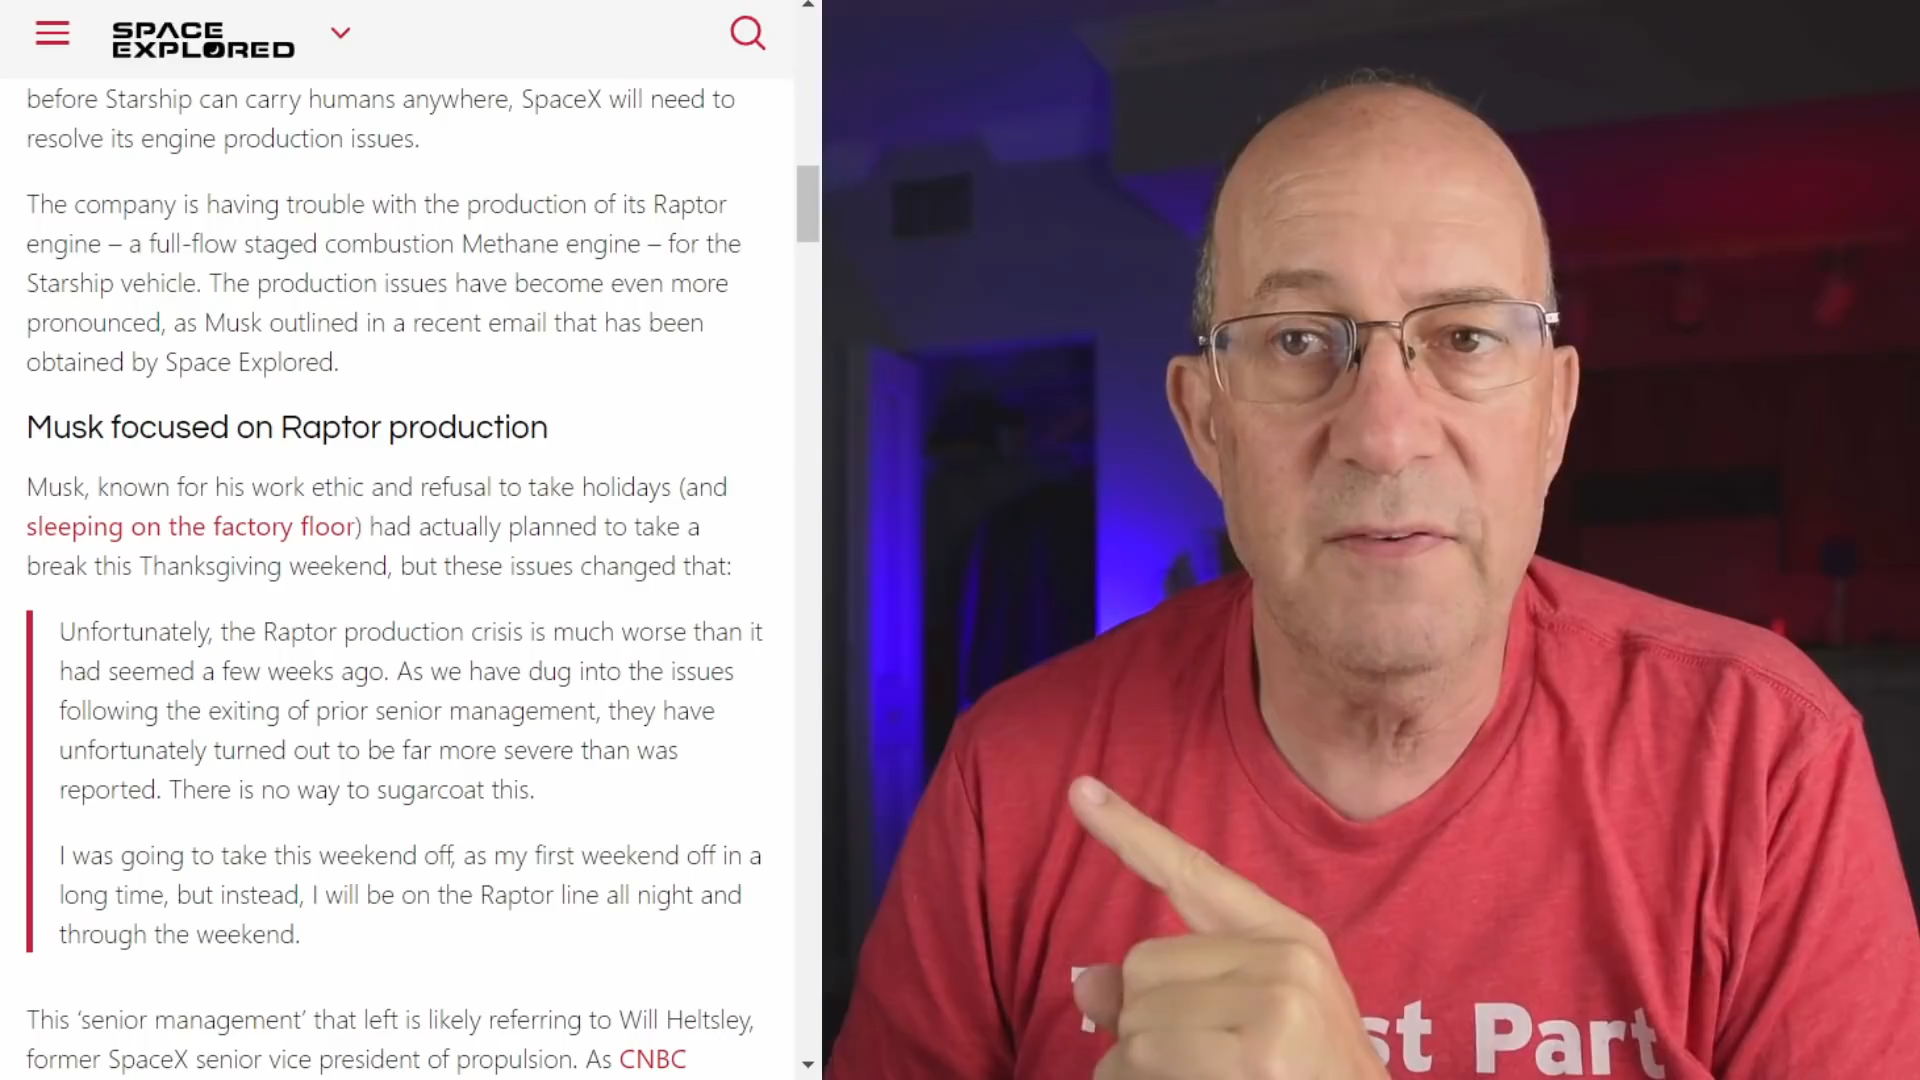 SPACE
EXPLORED
before Starship can carry humans anywhere, SpaceX will need to
resolve its engine production issues.
The company is having trouble with the production of its Raptor
engine – a full-flow staged combustion Methane engine – for the
Starship vehicle. The production issues have become even more
pronounced, as Musk outlined in a recent email that has been
obtained by Space Explored.
Musk focused on Raptor production
Musk, known for his work ethic and refusal to take holidays (and
sleeping on the factory floor) had actually planned to take a
break this Thanksgiving weekend, but these issues changed that:
Unfortunately, the Raptor production crisis is much worse than it
had seemed a few weeks ago. As we have dug into the issues
following the exiting of prior senior management, they have
unfortunately turned out to be far more severe than was
reported. There is no way to sugarcoat this.
I was going to take this weekend off, as my first weekend off in a
long time, but instead, I will be on the Raptor line all night and
through the weekend.
This ‘senior management’ that left is likely referring to Will Heltsley,
former SpaceX senior vice president of propulsion. As CNBC
Part